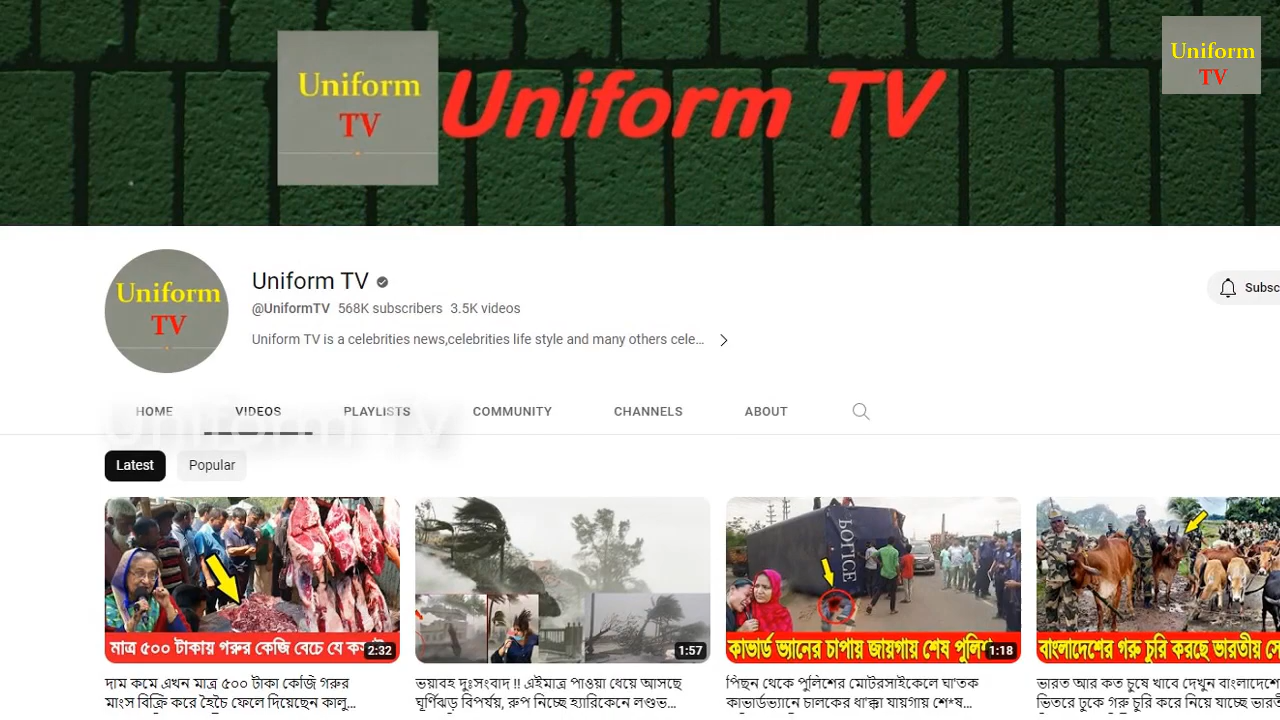 Uniform
TV
Uniform TV
Uniform
TV
Uniform
TV
Uniform TV
@UniformTV 568K subscribers 3.5K videos
Uniform TV is a celebrities news,celebrities life style and many others cele...
Subsc
HOME VIDEOS PLAYLISTS COMMUNITY CHANNELS ABOUT
Uniform TV
Latest Popular
POLICE
মাত্র ৫০০ টাকায় গরুর কেজি বেচে যে
2:32
1:57
কাভার্ড ভ্যানের চাপায় জায়গায় শেষ পুলিশ
1:18
বাংলাদেশের গরু চুরি করছে ভারতীয়
দাম কমে এখন মাত্র ৫০০ টাকা কেজি গরুর
মাংস বিক্রি করে হৈচৈ ফেলে দিয়েছেন কালু...
ভয়াবহ দুঃসংবাদ !! এইমাত্র পাওয়া ধেয়ে আসছে
ঘূর্ণিঝড় বিপর্যয়, রুপ নিচ্ছে হ্যারিকেনে লণ্ডভ...
পিছন থেকে পুলিশের মোটরসাইকেলে ঘা'তক
কাভার্ডভ্যানে চালকের ধা'ক্কা যায়গায় শে*ষ...
ভারত আর কত চুষে খাবে দেখুন বাংলাদেশে
ভিতরে ঢুকে গরু চুরি করে নিয়ে যাচ্ছে